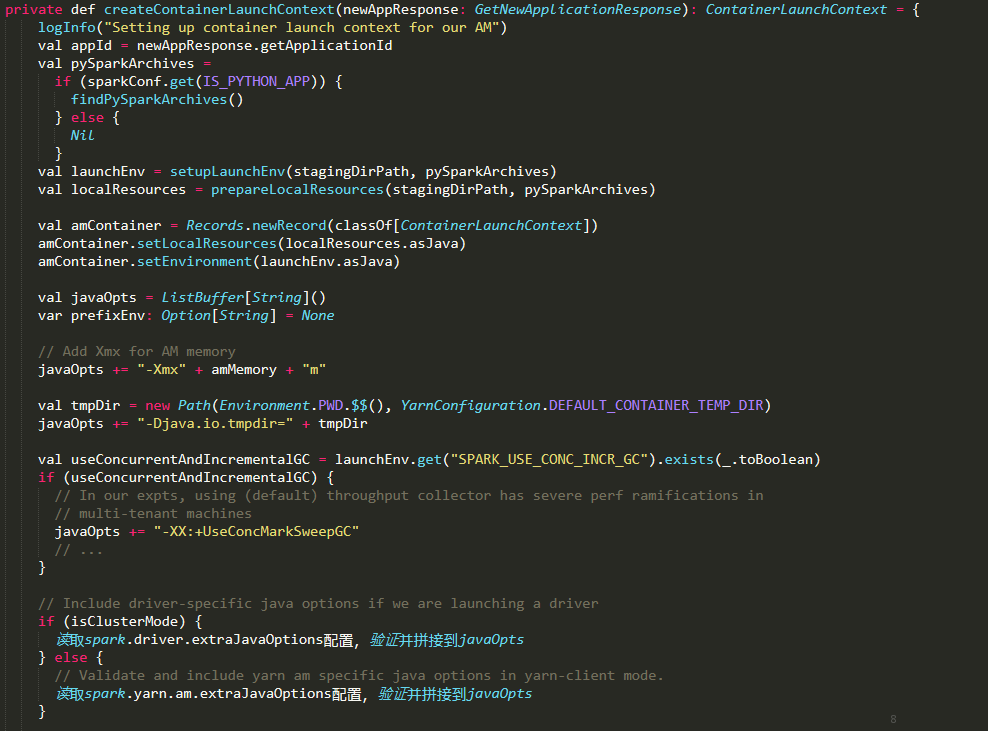 private def createContainerLaunchContext(newAppResponse: GetNewApplicationResponse): ContainerLaunchContext = {
logInfo("Setting up container launch context for our AM")
val appId = newAppResponse.getApplicationId
val pySparkArchives =
if (sparkConf.get(IS_PYTHON_APP)) {
findPySparkArchives()
} else {
Nil
}
val launchEnv = setupLaunchEnv(stagingDirPath, pySparkArchives)
val localResources = prepareLocalResources(stagingDirPath, pySparkArchives)
val amContainer = Records.newRecord(classOf[ContainerLaunchContext])
amContainer.setLocalResources(localResources.asJava)
amContainer.setEnvironment(launchEnv.asJava)
val javaOpts = ListBuffer[String]()
var prefixEnv: Option[String] = None
// Add Xmx for AM memory
javaOpts += "-Xmx" + amMemory + "m"
val tmpDir = new Path(Environment.PWD.$$(), YarnConfiguration.DEFAULT_CONTAINER_TEMP_DIR)
javaOpts += "-Djava.io.tmpdir=" + tmpDir
val useConcurrentAndIncrementalGC = launchEnv.get("SPARK_USE_CONC_INCR_GC").exists(_.toBoolean)
if (useConcurrentAndIncrementalGC) {
// In our expts, using (default) throughput collector has severe perf ramifications in
// multi-tenant machines
javaOpts += "-XX:+UseConcMarkSweepGC"
// ...
}
// Include driver-specific java options if we are launching a driver
if (isClusterMode) {
读取spark.driver.extraJavaOptions配置，验证并拼接到javaOpts
} else {
// Validate and include yarn am specific java options in yarn-client mode.
读取spark.yarn.am.extraJavaOptions配置，验证并拼接到javaOpts
}
8